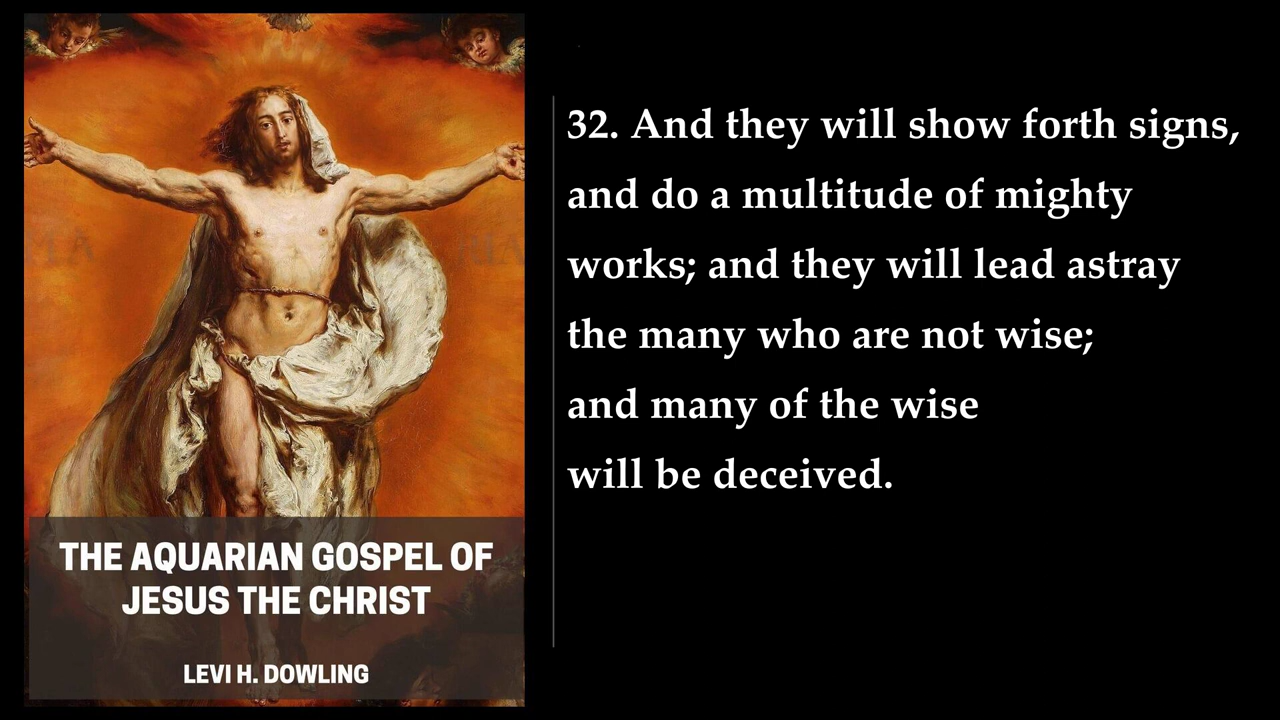 THE AQUARIAN GOSPEL OF
JESUS THE CHRIST
LEVI H. DOWLING
32. And they will show forth signs,
and do a multitude of mighty
works; and they will lead astray
the many who are not wise;
and many of the wise
will be deceived.